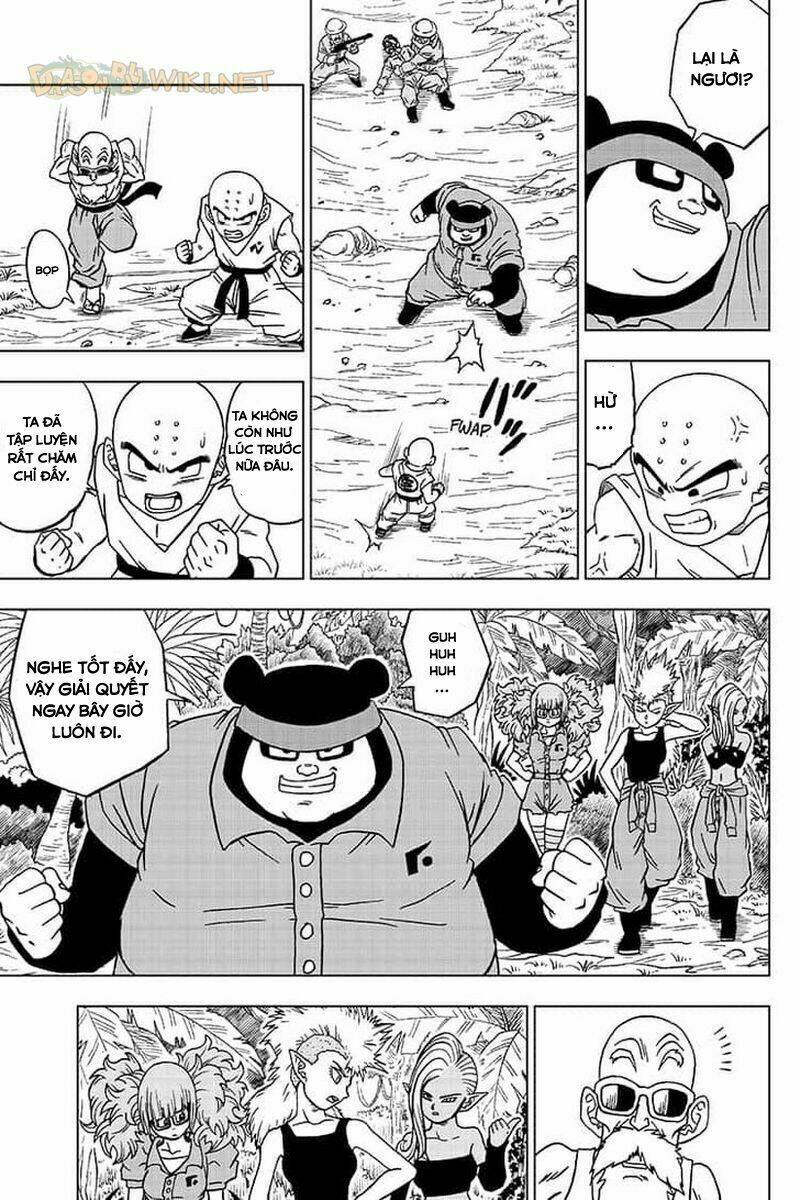 DRAGONBALLWIKI.NET
LẠI LÀ
NGƯƠI?
FWAP
BỌP
HỪ
...
TA KHÔNG
CÒN NHƯ
LÚC TRƯỚC
NỮA ĐÂU.
TA ĐÃ
TẬP LUYỆN
RẤT CHĂM
CHỈ ĐẤY.
GUH
HUH
HUH
...
NGHE TỐT ĐẤY,
VẬY GIẢI QUYẾT
NGAY BÂY GIỜ
LUÔN ĐI.